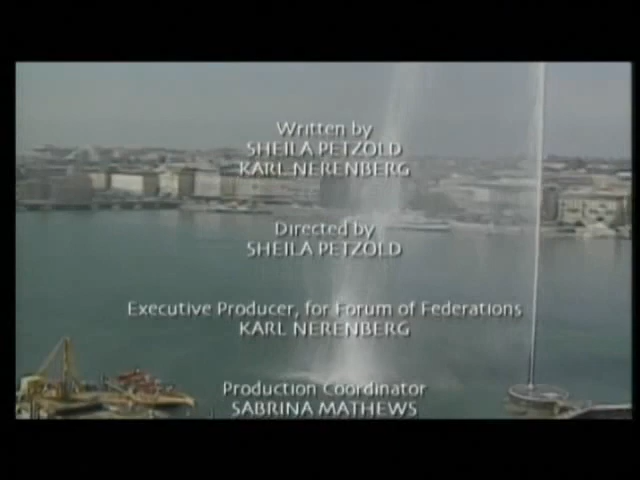 Written by
SHEILA PETZOLD
KARL NERENBERG
Directed by
SHEILA PETZOLD
Executive Producer, for Forum of Federations
KARL NERENBERG
Production Coordinator
SABRINA MATHEWS